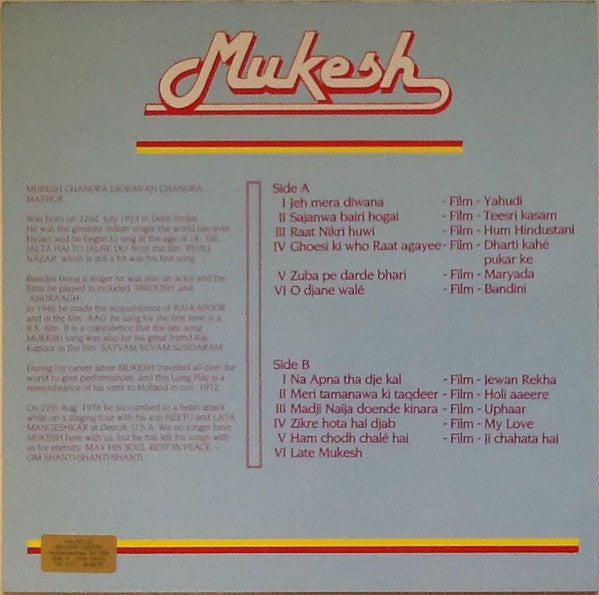 Mukesh
MUKESH CHANDRA DJORAVAN CHANDRA
MATHUR
Was born on 22nd. July 1923 in Delhi India.
He was the greatest Indian singer the world has ever
known and he began to sing at the age of 18. 'DIL
JALTA HAI TO JALNE DO' from the film 'PEHLI
NAZAR' which is still a hit was his first song
Besides being a singer he was also an actor and the
films he played in included 'NIRDOSH' and
'ANURAAGH'
In 1946 he made the acquaintance of RAJ KAPOOR
and in the film 'AAG' he sang for the first time in a
R.K. film. It is a coincidence that the last song
MUKESH sang was also for his great friend Raj
Kapoor in the film 'SATYAM SEVAM SUNDARAM'
During his career latest MUKESH travelled all over the
world to give performances, and this Long Play is a
remembrance of his visit to Holland in nov. 1972
On 27th Aug. 1976 he succumbed to a heart attack
while on a singing tour with his son NEETU and LATA
MANGESHKAR at Detroit, U.S.A. We no longer have
MUKESH here with us, but he has left his songs with
us for eternity. MAY HIS SOUL REST IN PEACE —
OM SHANTI-SHANTI-SHANTI.
Side A
I Jeh mera diwana - Film - Yahudi
II Sajanwa bairi hogai - Film - Teesri kasam
III Raat Nikri huwi - Film - Hum Hindustani
IV Ghoesi ki who Raat agayee - Film - Dharti kahé
pukar ke
V Zuba pe darde bhari - Film - Maryada
VI O djane walé - Film - Bandini
Side B
I Na Apna tha dje kal - Film - Jewan Rekha
II Meri tamanawa ki taqdeer - Film - Holi aaeere
III Madji Naija doende kinara - Film - Uphaar
IV Zikre hota hal djab - Film - My Love
V Ham chodh chalé hai - Film - Ji chahata hai
VI Late Mukesh